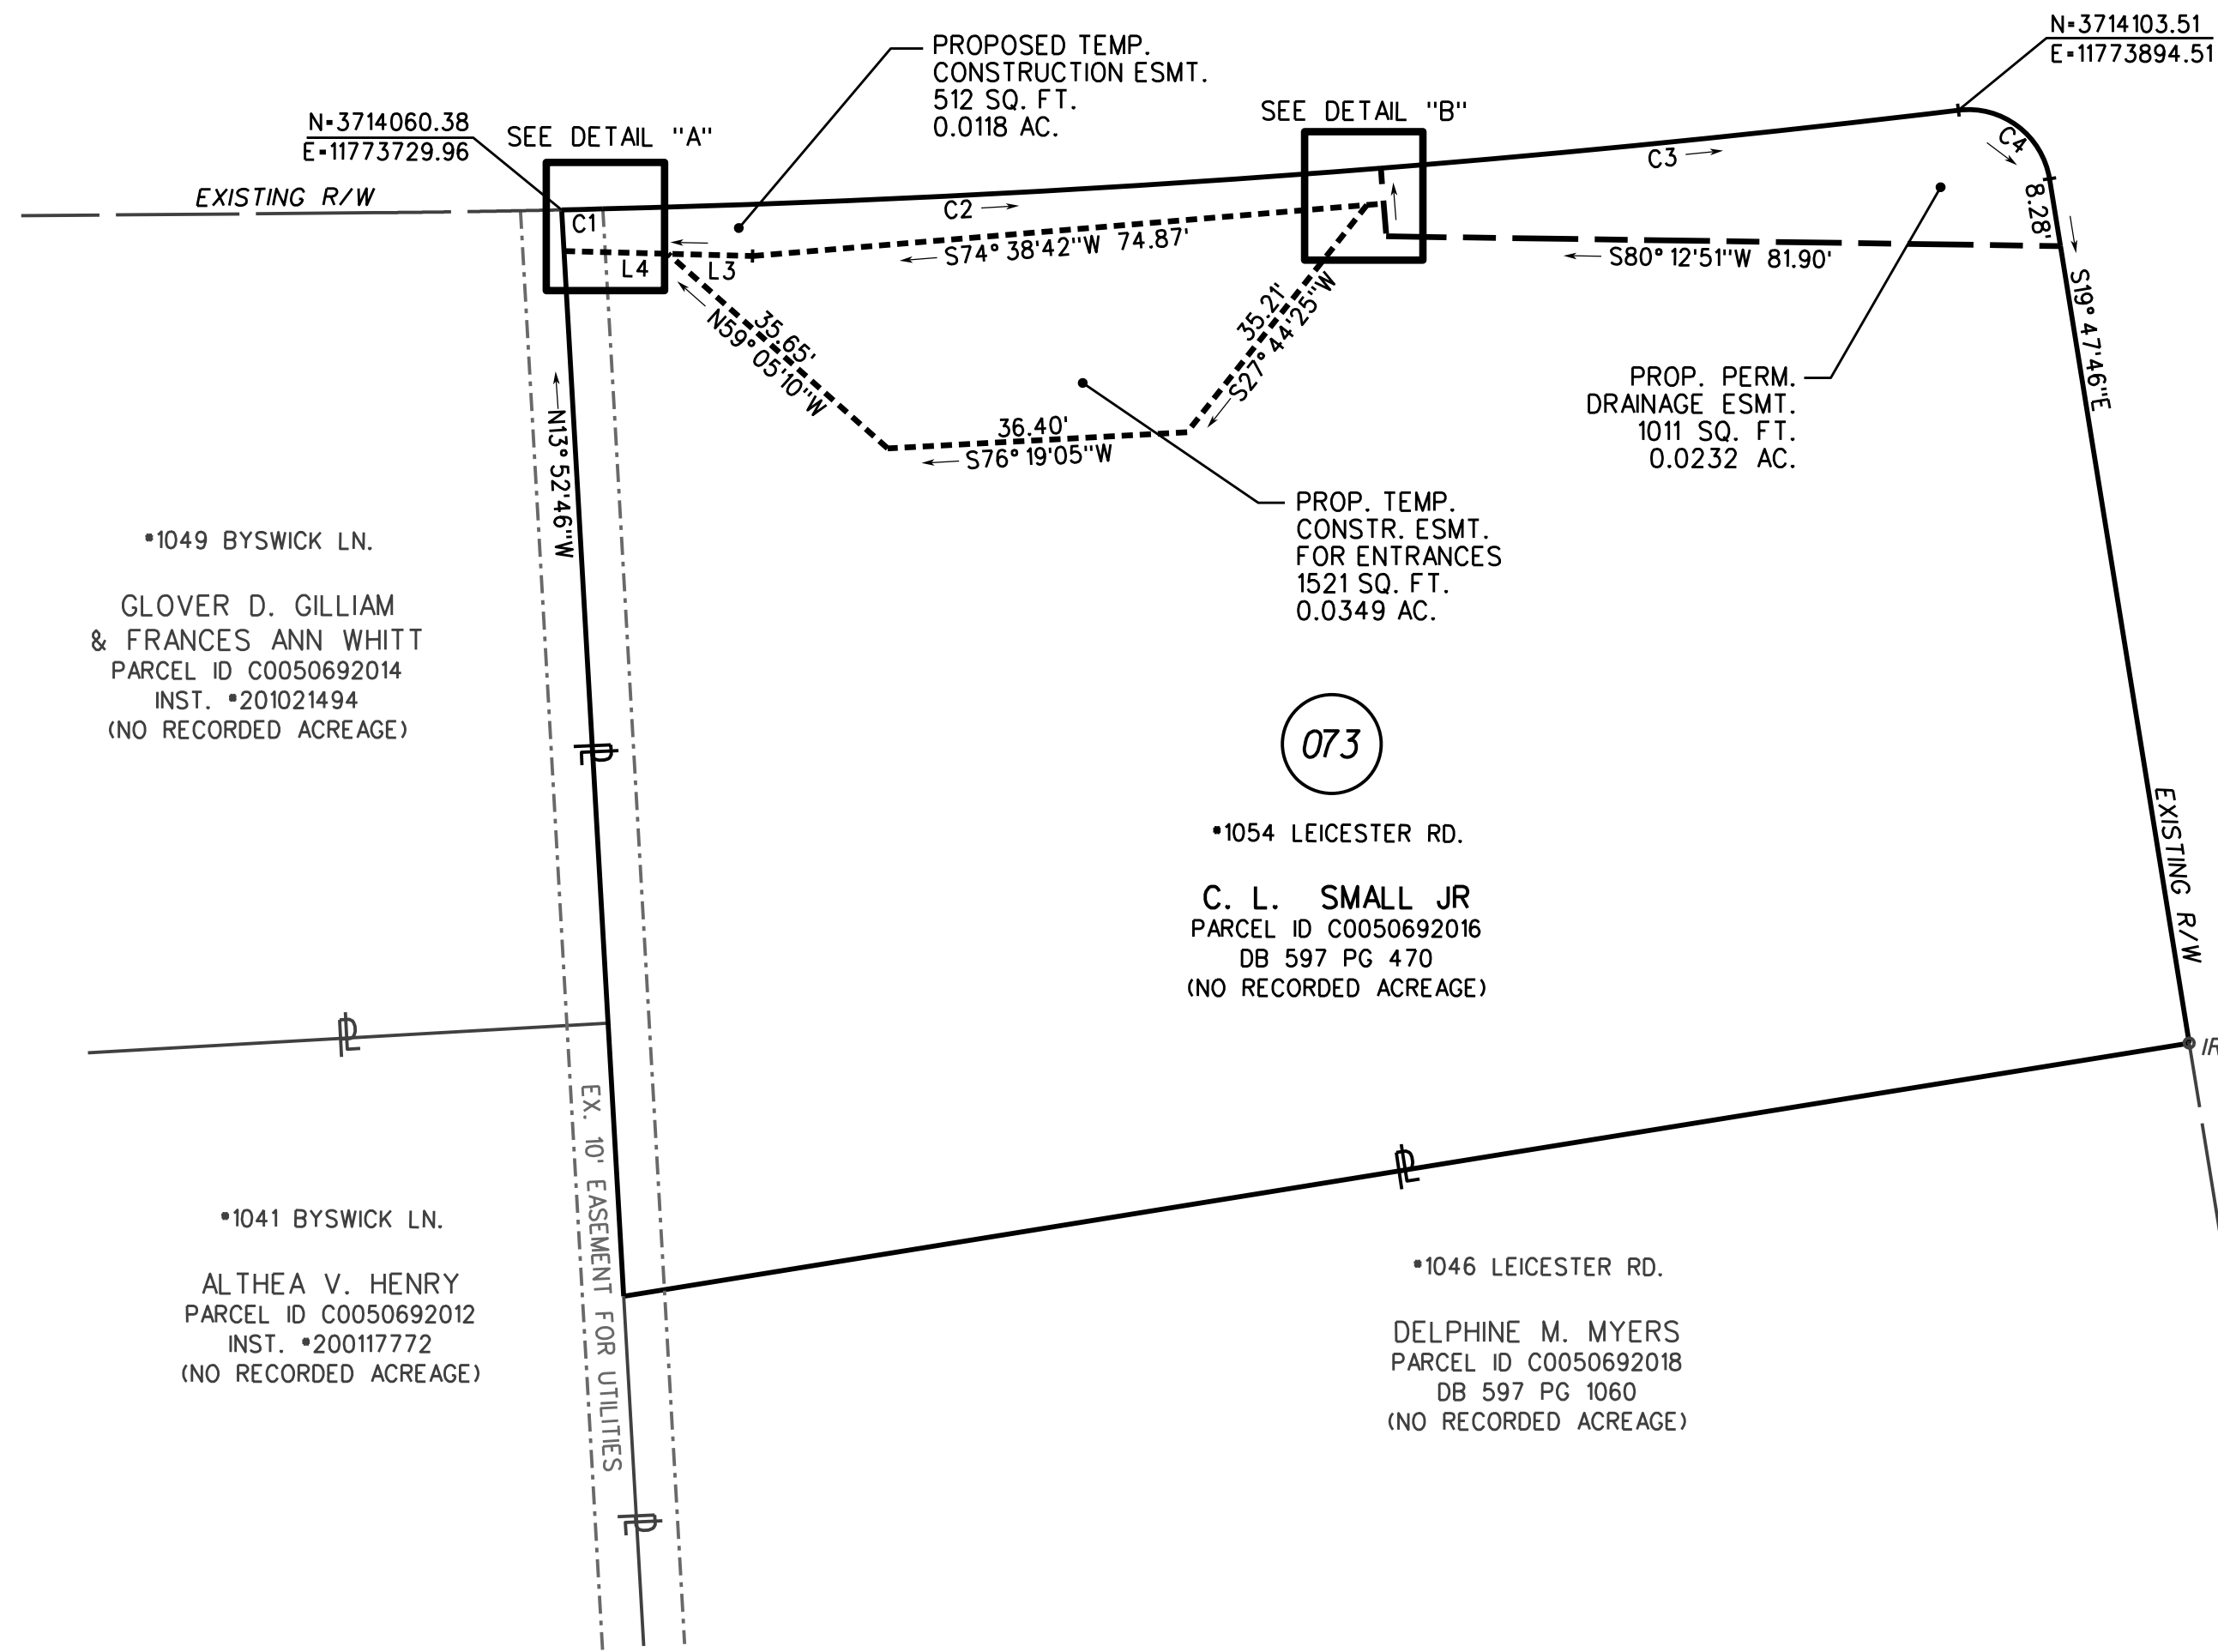 N=3714103.51
E=11773894.51
PROPOSED TEMP.
CONSTRUCTION ESMT.
512 SQ. FT.
0.0118 AC.
SEE DETAIL "B"
N=3714060.38
E=11773729.96
SEE DETAIL "A"
EXISTING R/W
C1
C2
C3
C4
8.28'
S19°47'46"E
L4
L3
S74°38'42"W 74.87'
S80°12'51"W 81.90'
35.65'
N59°05'10"W
35.21'
S27°44'25"W
36.40'
S76°19'05"W
N13°52'46"W
PROP. PERM.
DRAINAGE ESMT.
1011 SQ. FT.
0.0232 AC.
PROP. TEMP.
CONSTR. ESMT.
FOR ENTRANCES
1521 SQ. FT.
0.0349 AC.
#1049 BYSWICK LN.
GLOVER D. GILLIAM
& FRANCES ANN WHITT
PARCEL ID C0050692014
INST. #201021494
(NO RECORDED ACREAGE)
PL
073
#1054 LEICESTER RD.
C. L. SMALL JR
PARCEL ID C0050692016
DB 597 PG 470
(NO RECORDED ACREAGE)
EXISTING R/W
IR
PL
EX. 10' EASEMENT FOR UTILITIES
PL
#1041 BYSWICK LN.
ALTHEA V. HENRY
PARCEL ID C0050692012
INST. #200117772
(NO RECORDED ACREAGE)
#1046 LEICESTER RD.
DELPHINE M. MYERS
PARCEL ID C0050692018
DB 597 PG 1060
(NO RECORDED ACREAGE)
PL